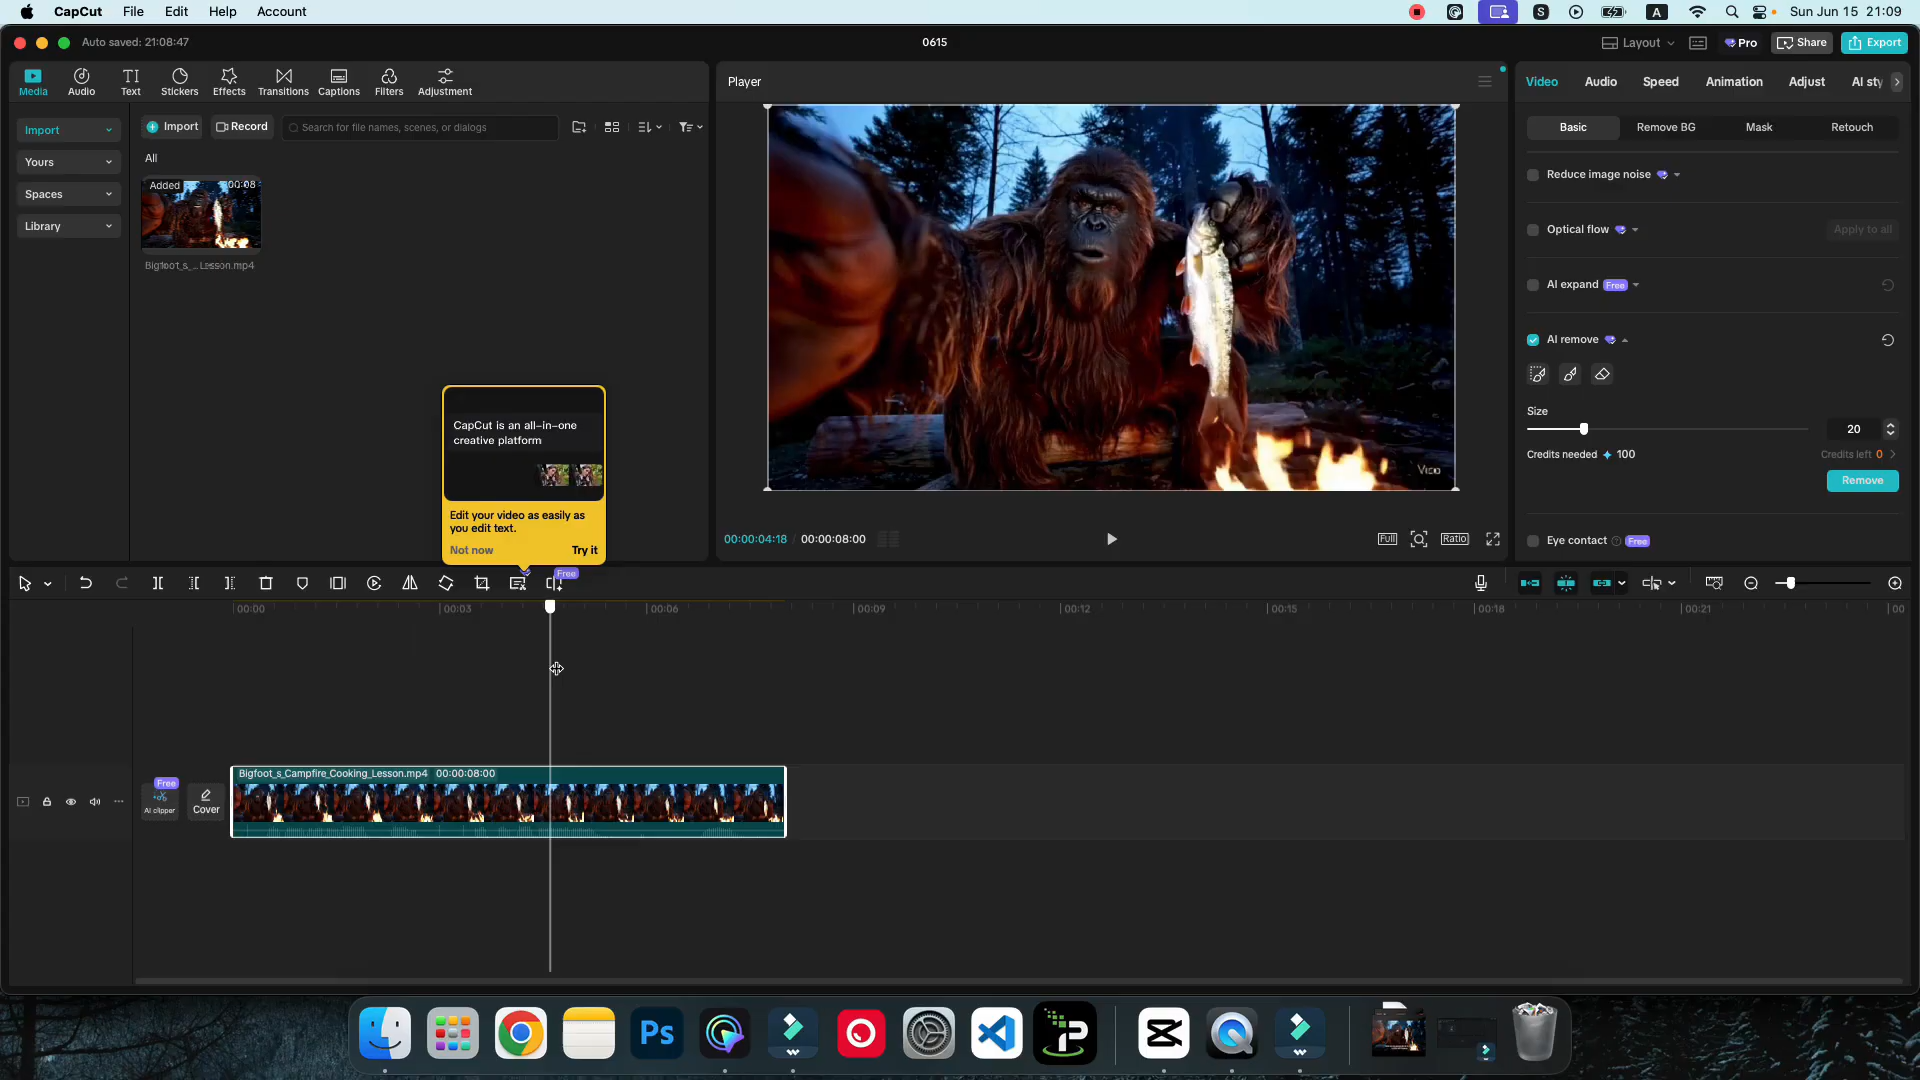 CapCut File Edit Help Account
A Sun Jun 15 21:09
Auto saved: 21:08:47
0615
Layout
Pro
Share
Export
Media
Audio
Text
Stickers
Effects
Transitions
Captions
Filters
Adjustment
Import
Yours
Spaces
Library
Import
Record
Search for file names, scenes, or dialogs
All
Added 00:08
Bigfoot_s_...Lesson.mp4
CapCut is an all-in-one
creative platform
Edit your video as easily as
you edit text.
Not now Try it
Player
Veo
00:00:04:18 / 00:00:08:00
Full
Ratio
Video Audio Speed Animation Adjust AI sty
Basic Remove BG Mask Retouch
Reduce image noise
Optical flow
Apply to all
AI expand Free
AI remove
Size
20
Credits needed 100
Credits left 0
Remove
Eye contact Free
Free
00:00 00:03 00:06 00:09 00:12 00:15 00:18 00:21 00
Free
AI clipper
Cover
Bigfoot_s_Campfire_Cooking_Lesson.mp4 00:00:08:00
Ps